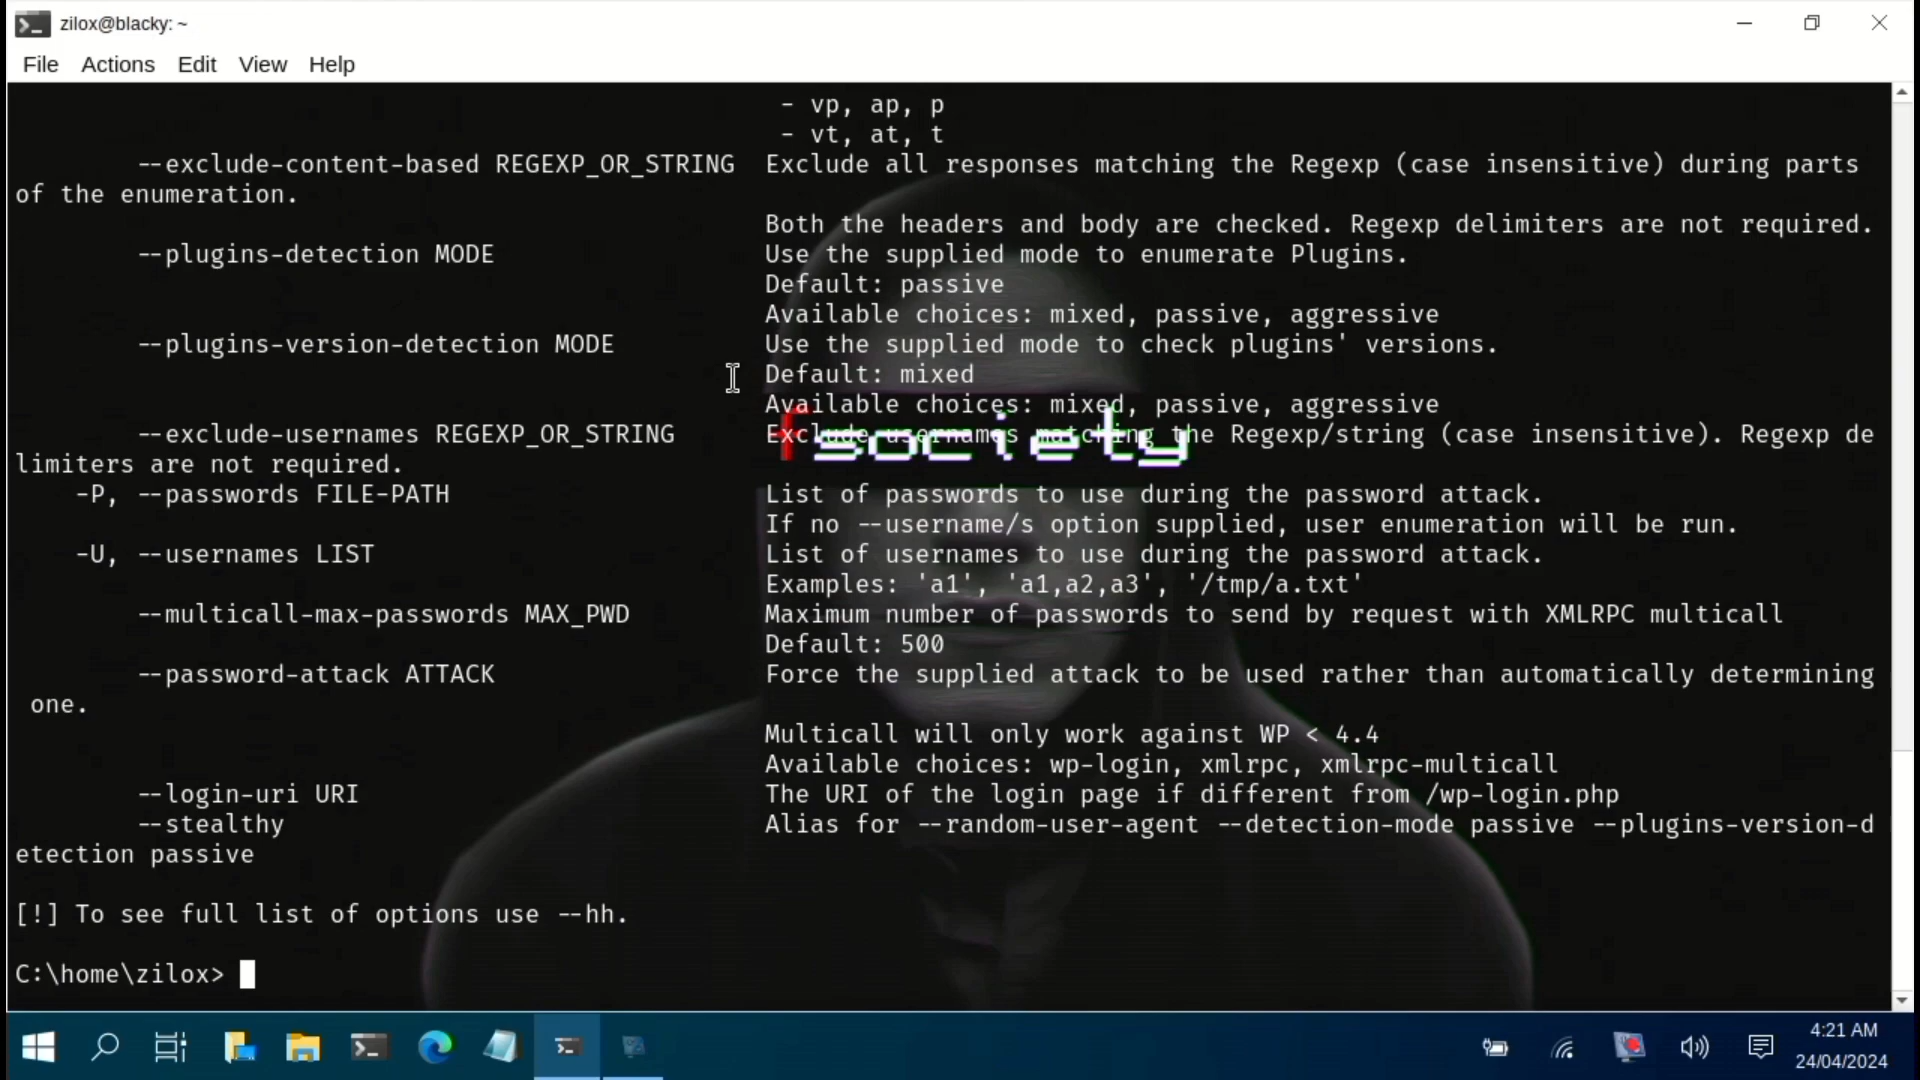 zilox@blacky: ~
File Actions Edit View Help
- vp, ap, p
- vt, at, t
--exclude-content-based REGEXP_OR_STRING Exclude all responses matching the Regexp (case insensitive) during parts
of the enumeration.
Both the headers and body are checked. Regexp delimiters are not required.
--plugins-detection MODE Use the supplied mode to enumerate Plugins.
Default: passive
Available choices: mixed, passive, aggressive
--plugins-version-detection MODE Use the supplied mode to check plugins' versions.
Default: mixed
Available choices: mixed, passive, aggressive
--exclude-usernames REGEXP_OR_STRING Exclude usernames matching the Regexp/string (case insensitive). Regexp de
fsociety
limiters are not required.
-P, --passwords FILE-PATH List of passwords to use during the password attack.
If no --username/s option supplied, user enumeration will be run.
-U, --usernames LIST List of usernames to use during the password attack.
Examples: 'a1', 'a1,a2,a3', '/tmp/a.txt'
--multicall-max-passwords MAX_PWD Maximum number of passwords to send by request with XMLRPC multicall
Default: 500
--password-attack ATTACK Force the supplied attack to be used rather than automatically determining
one.
Multicall will only work against WP < 4.4
Available choices: wp-login, xmlrpc, xmlrpc-multicall
--login-uri URI The URI of the login page if different from /wp-login.php
--stealthy Alias for --random-user-agent --detection-mode passive --plugins-version-d
etection passive
[!] To see full list of options use --hh.
C:\home\zilox>
4:21 AM
24/04/2024